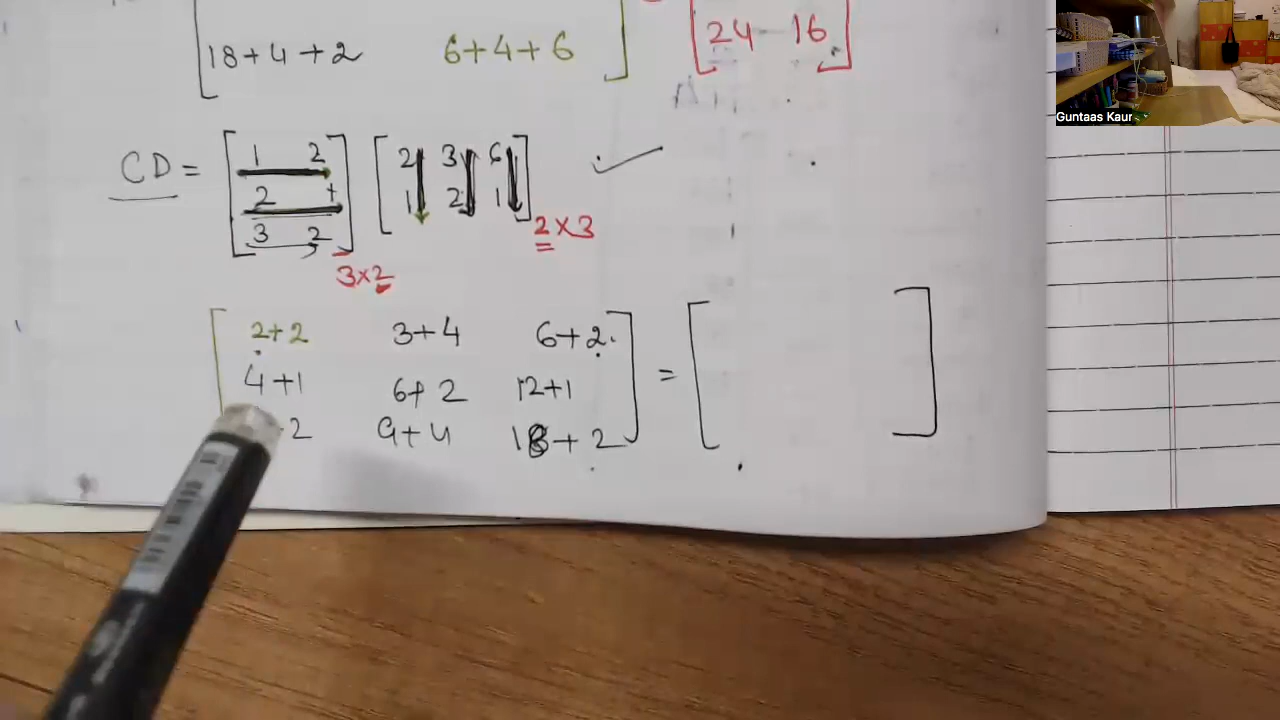 18+4+2 6+4+6 24 16
CD = 1 2 2 3 6
2 1 1 2 1
3 2
3×2 2×3
2+2 3+4 6+2
4+1 6+2 12+1 =
2 9+4 18+2
Guntaas Kaur